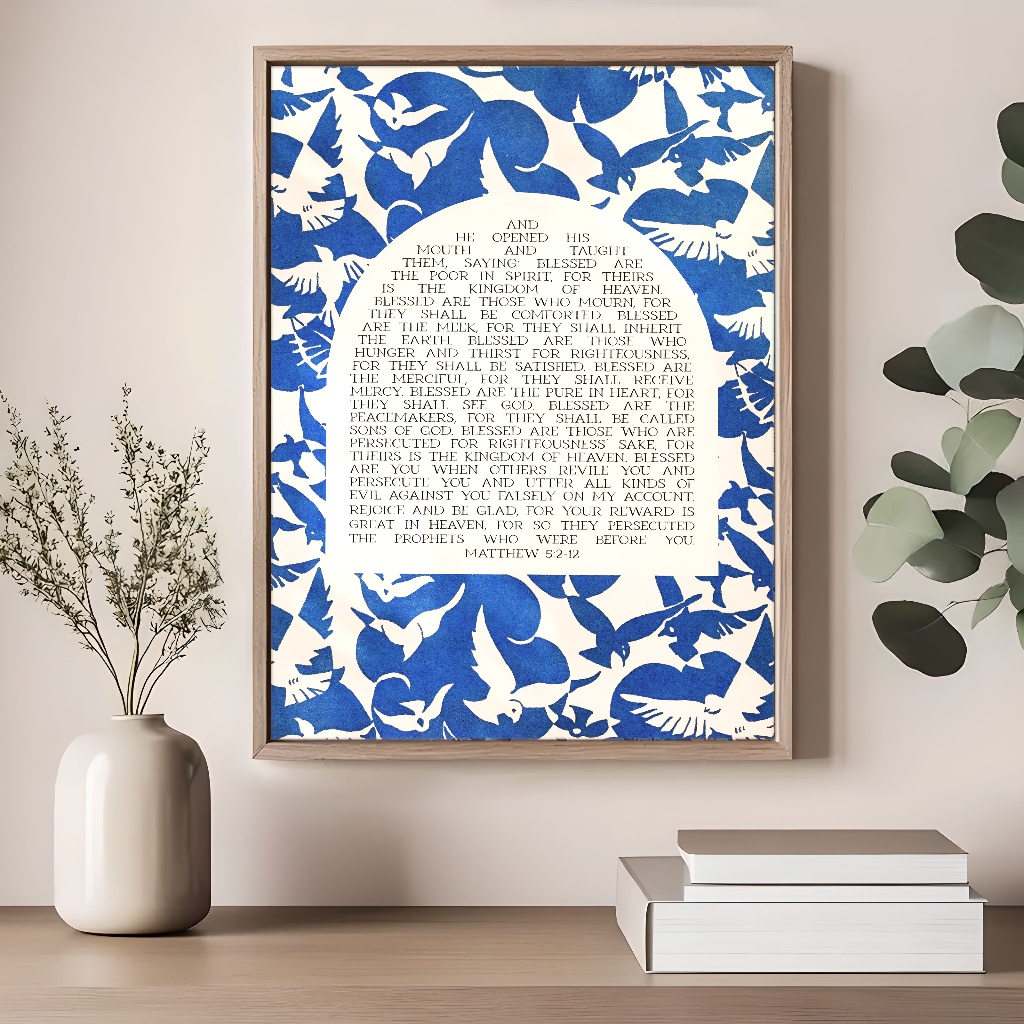 AND
HE OPENED HIS
MOUTH AND TAUGHT
THEM, SAYING: BLESSED ARE
THE POOR IN SPIRIT, FOR THEIRS
IS THE KINGDOM OF HEAVEN.
BLESSED ARE THOSE WHO MOURN, FOR
THEY SHALL BE COMFORTED. BLESSED
ARE THE MEEK, FOR THEY SHALL INHERIT
THE EARTH. BLESSED ARE THOSE WHO
HUNGER AND THIRST FOR RIGHTEOUSNESS,
FOR THEY SHALL BE SATISFIED. BLESSED ARE
THE MERCIFUL, FOR THEY SHALL RECEIVE
MERCY. BLESSED ARE THE PURE IN HEART, FOR
THEY SHALL SEE GOD. BLESSED ARE THE
PEACEMAKERS, FOR THEY SHALL BE CALLED
SONS OF GOD. BLESSED ARE THOSE WHO ARE
PERSECUTED FOR RIGHTEOUSNESS' SAKE, FOR
THEIRS IS THE KINGDOM OF HEAVEN. BLESSED
ARE YOU WHEN OTHERS REVILE YOU AND
PERSECUTE YOU AND UTTER ALL KINDS OF
EVIL AGAINST YOU FALSELY ON MY ACCOUNT.
REJOICE AND BE GLAD, FOR YOUR REWARD IS
GREAT IN HEAVEN, FOR SO THEY PERSECUTED
THE PROPHETS WHO WERE BEFORE YOU.
MATTHEW 5:2-12